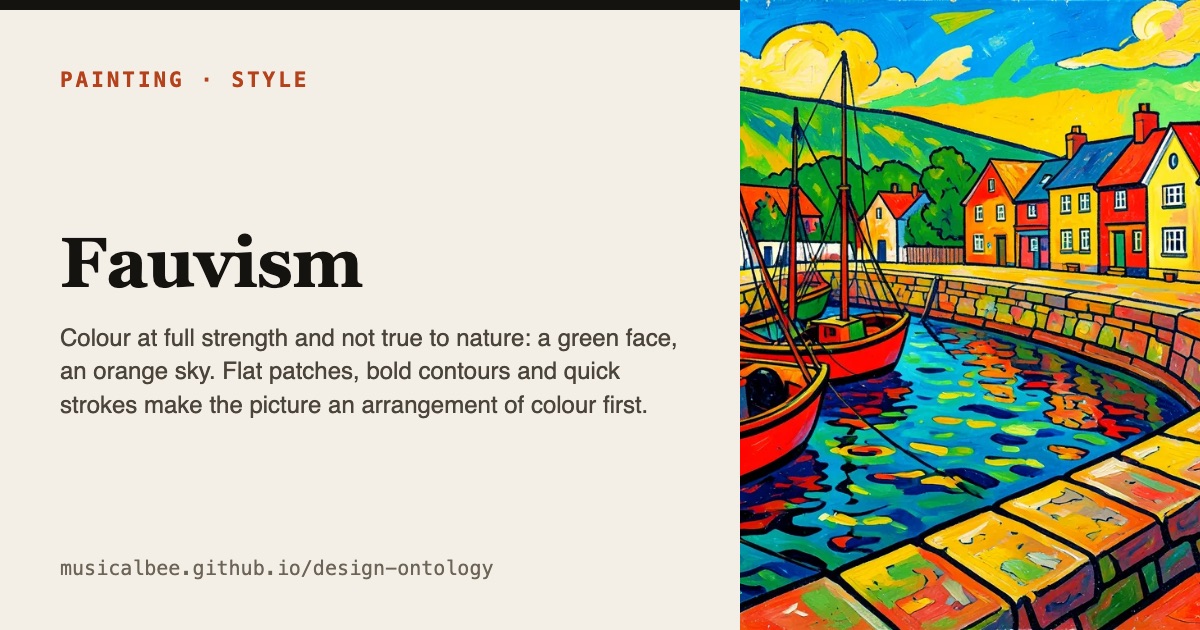 PAINTING · STYLE
Fauvism
Colour at full strength and not true to nature: a green face,
an orange sky. Flat patches, bold contours and quick
strokes make the picture an arrangement of colour first.
musicalbee.github.io/design-ontology